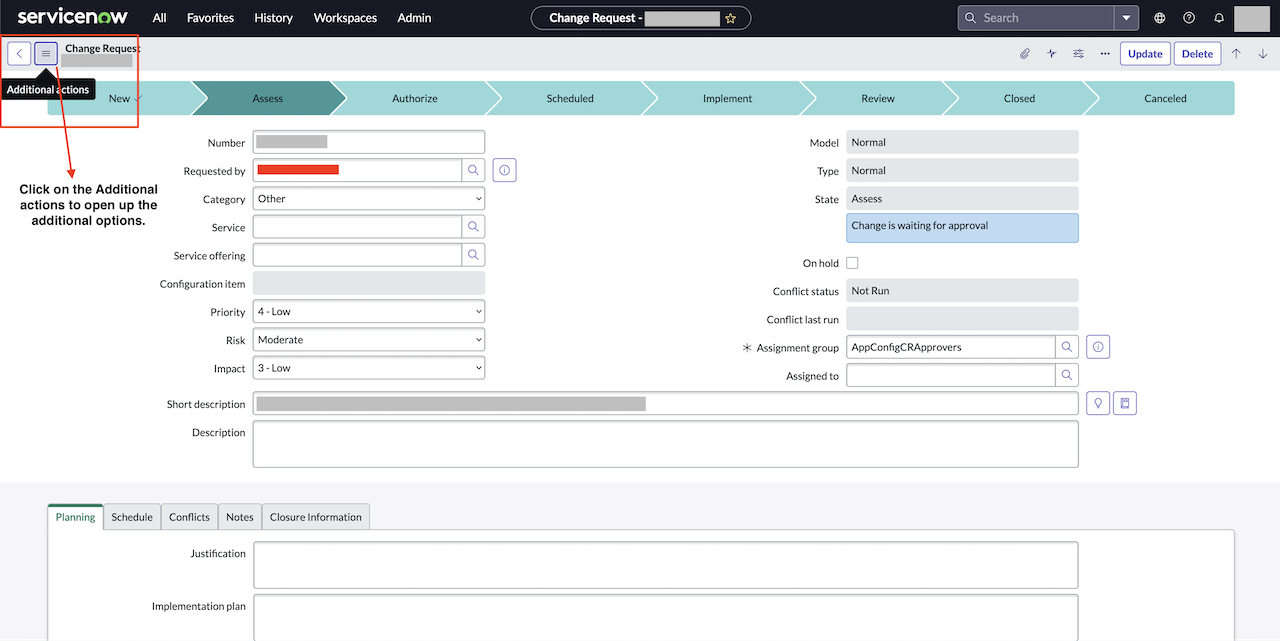 servicenow All Favorites History Workspaces Admin Change Request - Search
Change Request
Update Delete
Additional actions
New Assess Authorize Scheduled Implement Review Closed Canceled
Click on the Additional
actions to open up the
additional options.
Number
Requested by
Category Other
Service
Service offering
Configuration item
Priority 4 - Low
Risk Moderate
Impact 3 - Low
Model Normal
Type Normal
State Assess
Change is waiting for approval
On hold
Conflict status Not Run
Conflict last run
Assignment group AppConfigCRApprovers
Assigned to
Short description
Description
Planning Schedule Conflicts Notes Closure Information
Justification
Implementation plan